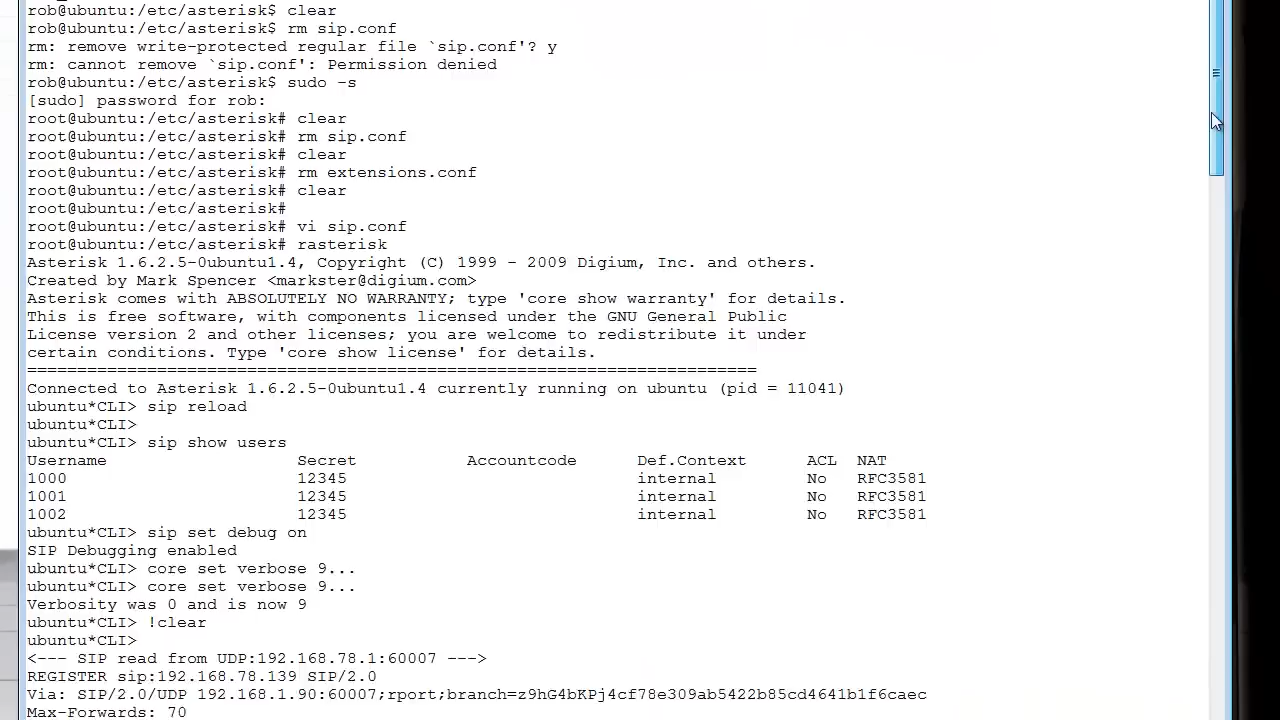 rob@ubuntu:/etc/asterisk$ clear
rob@ubuntu:/etc/asterisk$ rm sip.conf
rm: remove write-protected regular file `sip.conf'? y
rm: cannot remove `sip.conf': Permission denied
rob@ubuntu:/etc/asterisk$ sudo -s
[sudo] password for rob:
root@ubuntu:/etc/asterisk# clear
root@ubuntu:/etc/asterisk# rm sip.conf
root@ubuntu:/etc/asterisk# clear
root@ubuntu:/etc/asterisk# rm extensions.conf
root@ubuntu:/etc/asterisk# clear
root@ubuntu:/etc/asterisk#
root@ubuntu:/etc/asterisk# vi sip.conf
root@ubuntu:/etc/asterisk# rasterisk
Asterisk 1.6.2.5-0ubuntu1.4, Copyright (C) 1999 - 2009 Digium, Inc. and others.
Created by Mark Spencer <markster@digium.com>
Asterisk comes with ABSOLUTELY NO WARRANTY; type 'core show warranty' for details.
This is free software, with components licensed under the GNU General Public
License version 2 and other licenses; you are welcome to redistribute it under
certain conditions. Type 'core show license' for details.
=========================================================================
Connected to Asterisk 1.6.2.5-0ubuntu1.4 currently running on ubuntu (pid = 11041)
ubuntu*CLI> sip reload
ubuntu*CLI>
ubuntu*CLI> sip show users
Username                   Secret           Accountcode      Def.Context      ACL  NAT
1000                       12345                             internal         No   RFC3581
1001                       12345                             internal         No   RFC3581
1002                       12345                             internal         No   RFC3581
ubuntu*CLI> sip set debug on
SIP Debugging enabled
ubuntu*CLI> core set verbose 9...
ubuntu*CLI> core set verbose 9...
Verbosity was 0 and is now 9
ubuntu*CLI> !clear
ubuntu*CLI>
<--- SIP read from UDP:192.168.78.1:60007 --->
REGISTER sip:192.168.78.139 SIP/2.0
Via: SIP/2.0/UDP 192.168.1.90:60007;rport;branch=z9hG4bKPj4cf78e309ab5422b85cd4641b1f6caec
Max-Forwards: 70